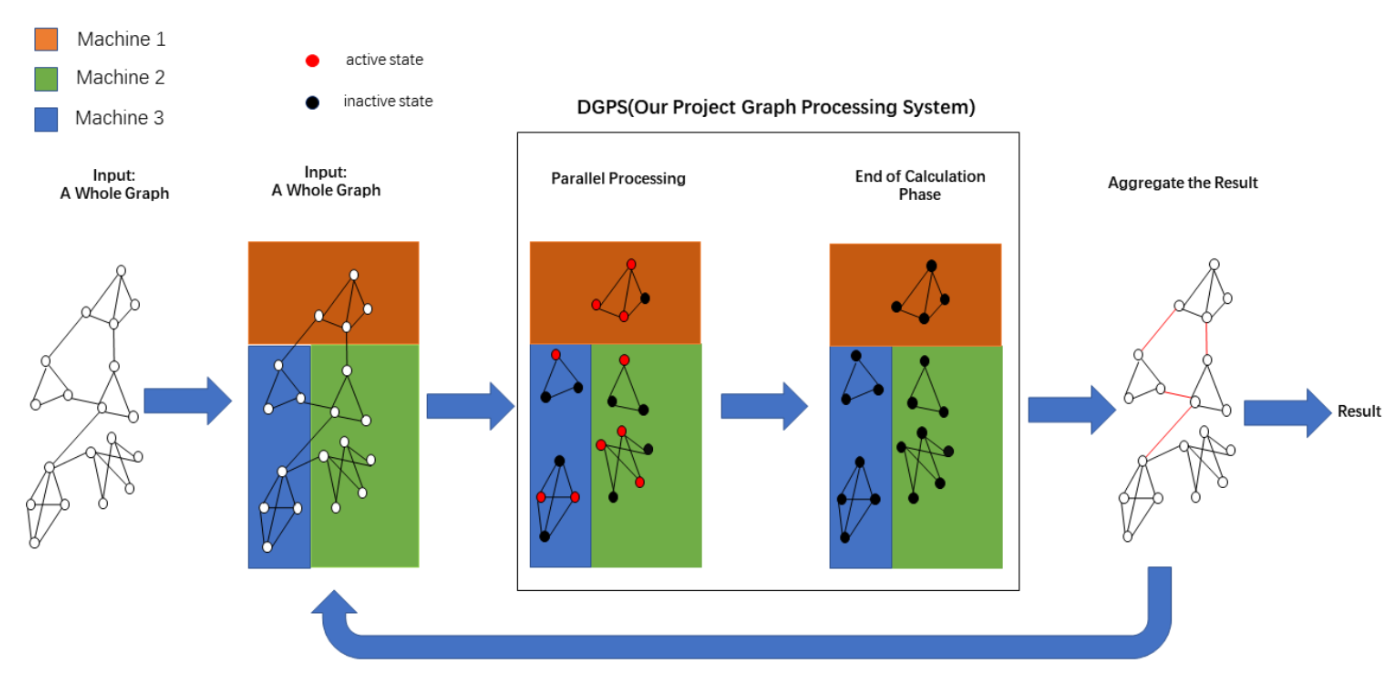 Machine 1
Machine 2
Machine 3
active state
inactive state
DGPS(Our Project Graph Processing System)
Input:
A Whole Graph
Input:
A Whole Graph
Parallel Processing
End of Calculation
Phase
Aggregate the Result
Result